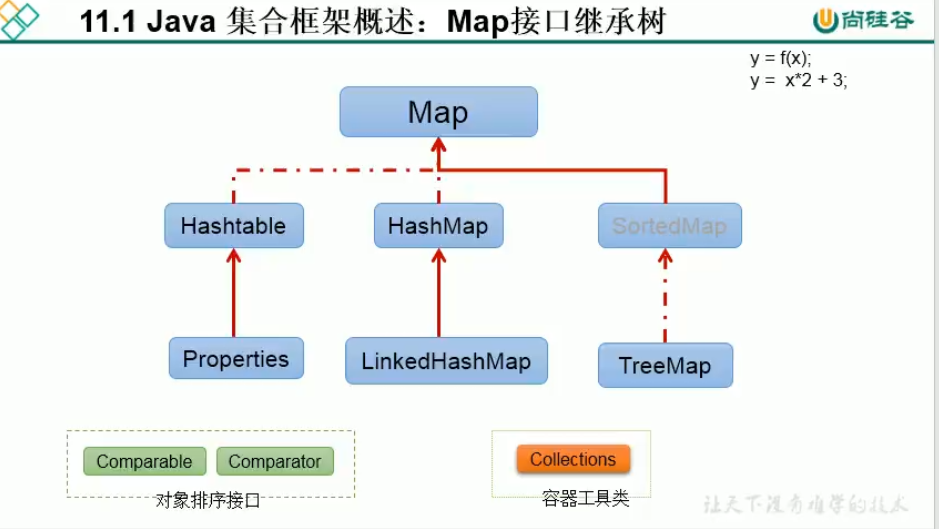 11.1 Java 集合框架概述：Map接口继承树
尚硅谷
y = f(x);
y = x*2 + 3;
Map
Hashtable
HashMap
SortedMap
Properties
LinkedHashMap
TreeMap
Comparable
Comparator
对象排序接口
Collections
容器工具类
让天下没有难学的技术